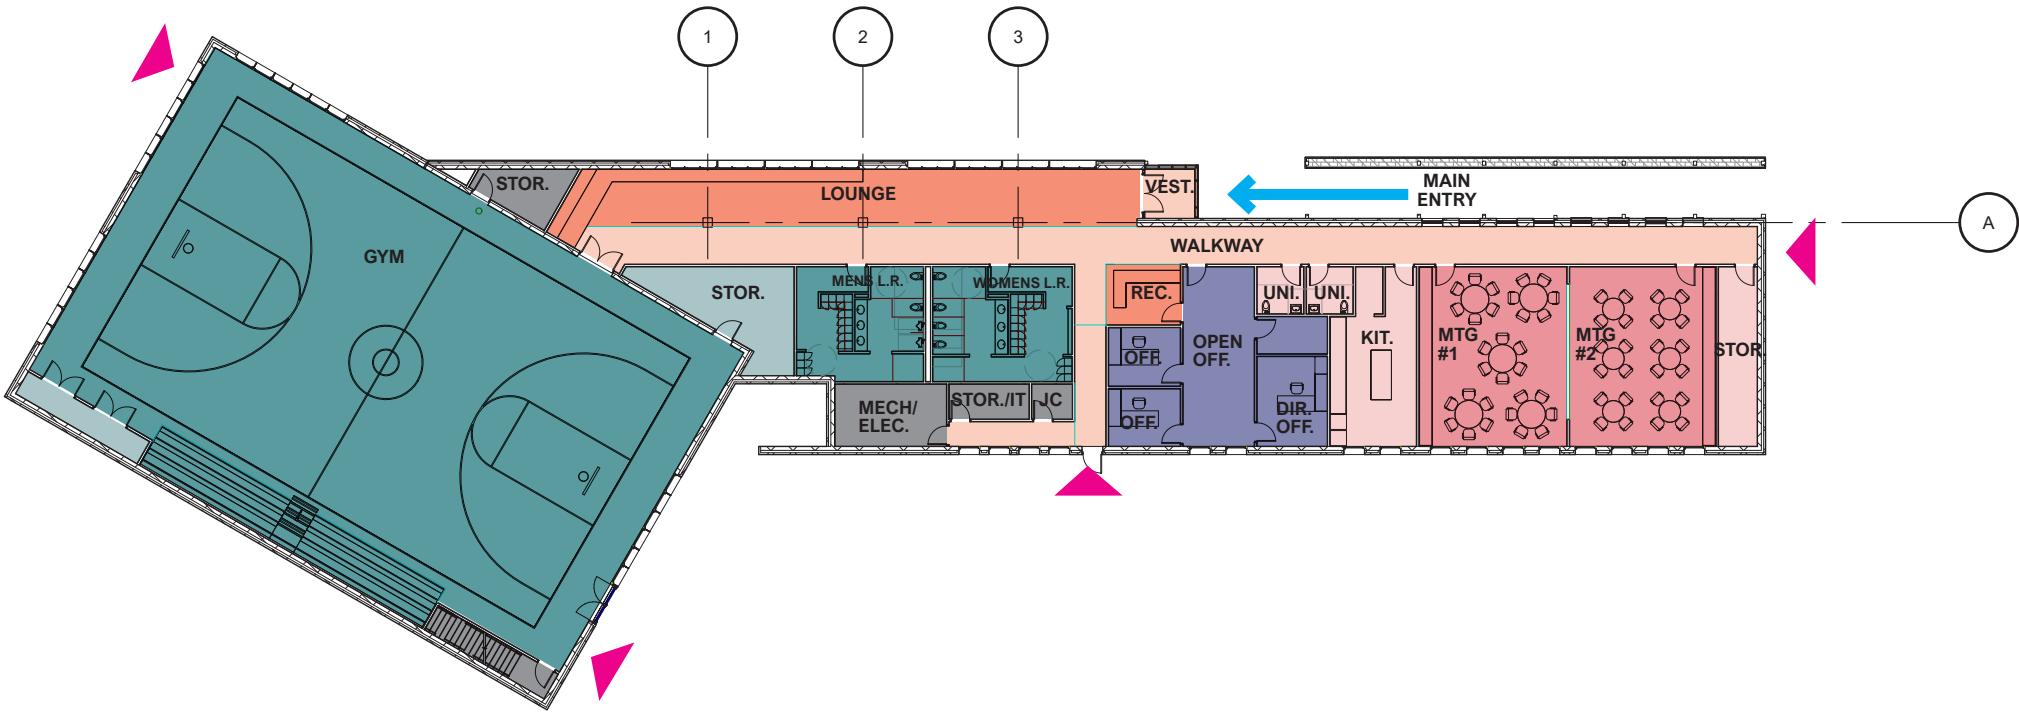 1
2
3
STOR.
LOUNGE
VEST.
MAIN
ENTRY
A
GYM
WALKWAY
STOR.
MENS L.R.
WOMENS L.R.
REC.
UNI.
UNI.
OFF.
OPEN
OFF.
KIT.
MTG
#1
MTG
#2
STOR.
MECH/
ELEC.
STOR./IT
JC
OFF.
DIR.
OFF.